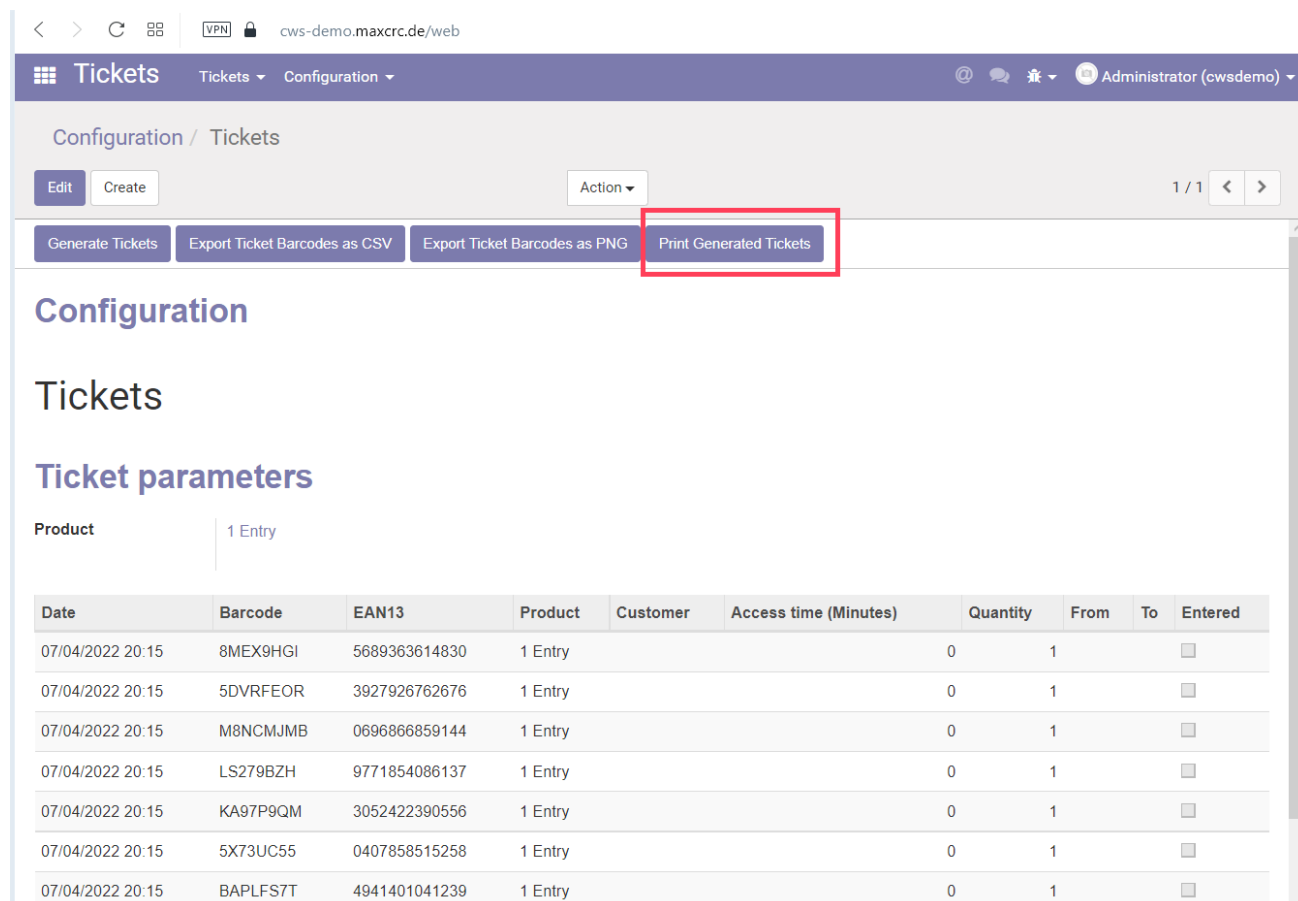 VPN cws-demo.maxcrc.de/web
Tickets Tickets Configuration @ Administrator (cwsdemo)
Configuration / Tickets
Edit Create Action 1 / 1
Generate Tickets Export Ticket Barcodes as CSV Export Ticket Barcodes as PNG Print Generated Tickets
Configuration
Tickets
Ticket parameters
Product 1 Entry
Date Barcode EAN13 Product Customer Access time (Minutes) Quantity From To Entered
07/04/2022 20:15 8MEX9HGI 5689363614830 1 Entry 0 1
07/04/2022 20:15 5DVRFEOR 3927926762676 1 Entry 0 1
07/04/2022 20:15 M8NCMJMB 0696866859144 1 Entry 0 1
07/04/2022 20:15 LS279BZH 9771854086137 1 Entry 0 1
07/04/2022 20:15 KA97P9QM 3052422390556 1 Entry 0 1
07/04/2022 20:15 5X73UC55 0407858515258 1 Entry 0 1
07/04/2022 20:15 BAPLFS7T 4941401041239 1 Entry 0 1